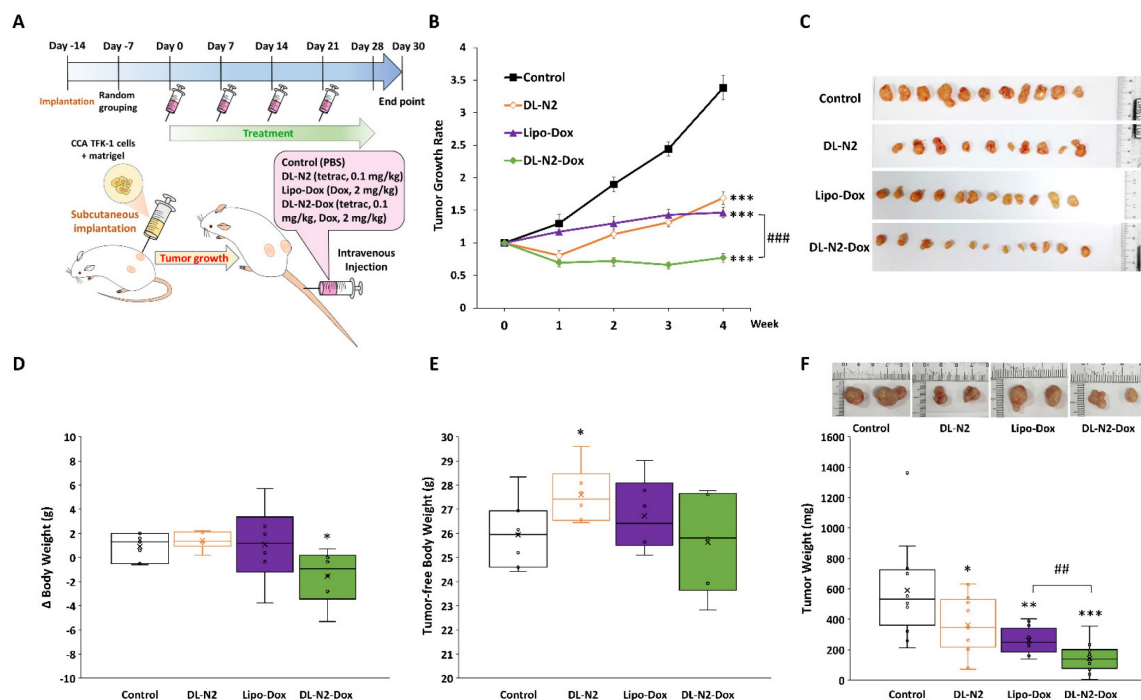 A
Day -14 Day -7 Day 0 Day 7 Day 14 Day 21 Day 28 Day 30
Implantation
Random
grouping
End point
Treatment
CCA TFK-1 cells
+ matrigel
Subcutaneous
implantation
Tumor growth
Control (PBS)
DL-N2 (tetrac, 0.1 mg/kg)
Lipo-Dox (Dox, 2 mg/kg)
DL-N2-Dox (tetrac, 0.1
mg/kg, Dox, 2 mg/kg)
Intravenous
Injection
B
Tumor Growth Rate
4
3.5
3
2.5
2
1.5
1
0.5
0
0 1 2 3 4 Week
Control
DL-N2
Lipo-Dox
DL-N2-Dox
***
***
***
###
C
Control
DL-N2
Lipo-Dox
DL-N2-Dox
D
Δ Body Weight (g)
10
8
6
4
2
0
-2
-4
-6
-8
-10
*
Control DL-N2 Lipo-Dox DL-N2-Dox
E
Tumor-free Body Weight (g)
30
29
28
27
26
25
24
23
22
21
20
*
Control DL-N2 Lipo-Dox DL-N2-Dox
F
Control DL-N2 Lipo-Dox DL-N2-Dox
Tumor Weight (mg)
1600
1400
1200
1000
800
600
400
200
0
*
**
##
***
Control DL-N2 Lipo-Dox DL-N2-Dox